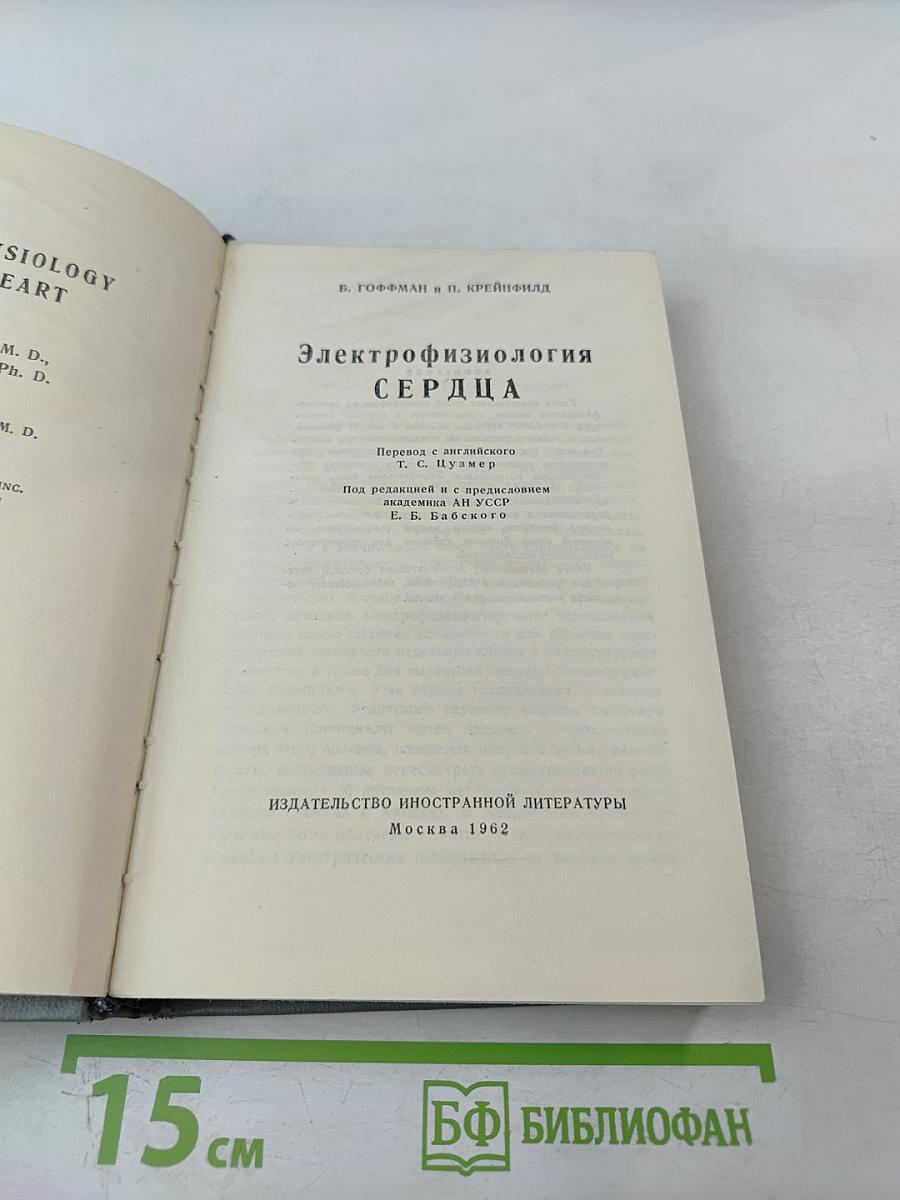 YSIOLOGY
EART
M. D.,
Ph. D.
M. D.
INC.
Б. ГОФФМАН и П. КРЕЙНФИЛД
Электрофизиология
СЕРДЦА
Перевод с английского
Т. С. Цузмер
Под редакцией и с предисловием
академика АН УССР
Е. Б. Бабского
ИЗДАТЕЛЬСТВО ИНОСТРАННОЙ ЛИТЕРАТУРЫ
Москва 1962
15 см
БФ БИБЛИОФАН